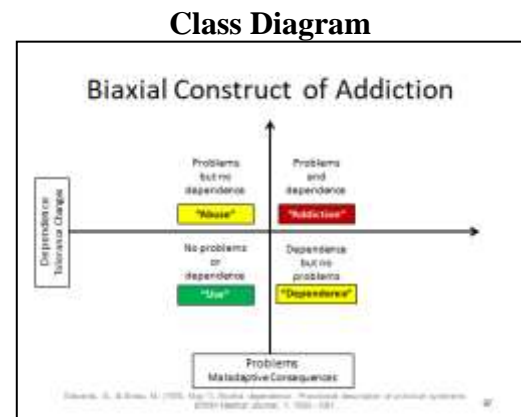 Class Diagram
Biaxial Construct of Addiction
Problems
but no
dependence
"Abuse"
Problems
and
dependence
"Addiction"
Dependence
Tolerance Changes
No problems
or
dependence
"Use"
Dependence
but no
problems
"Dependence"
Problems
Maladaptive Consequences